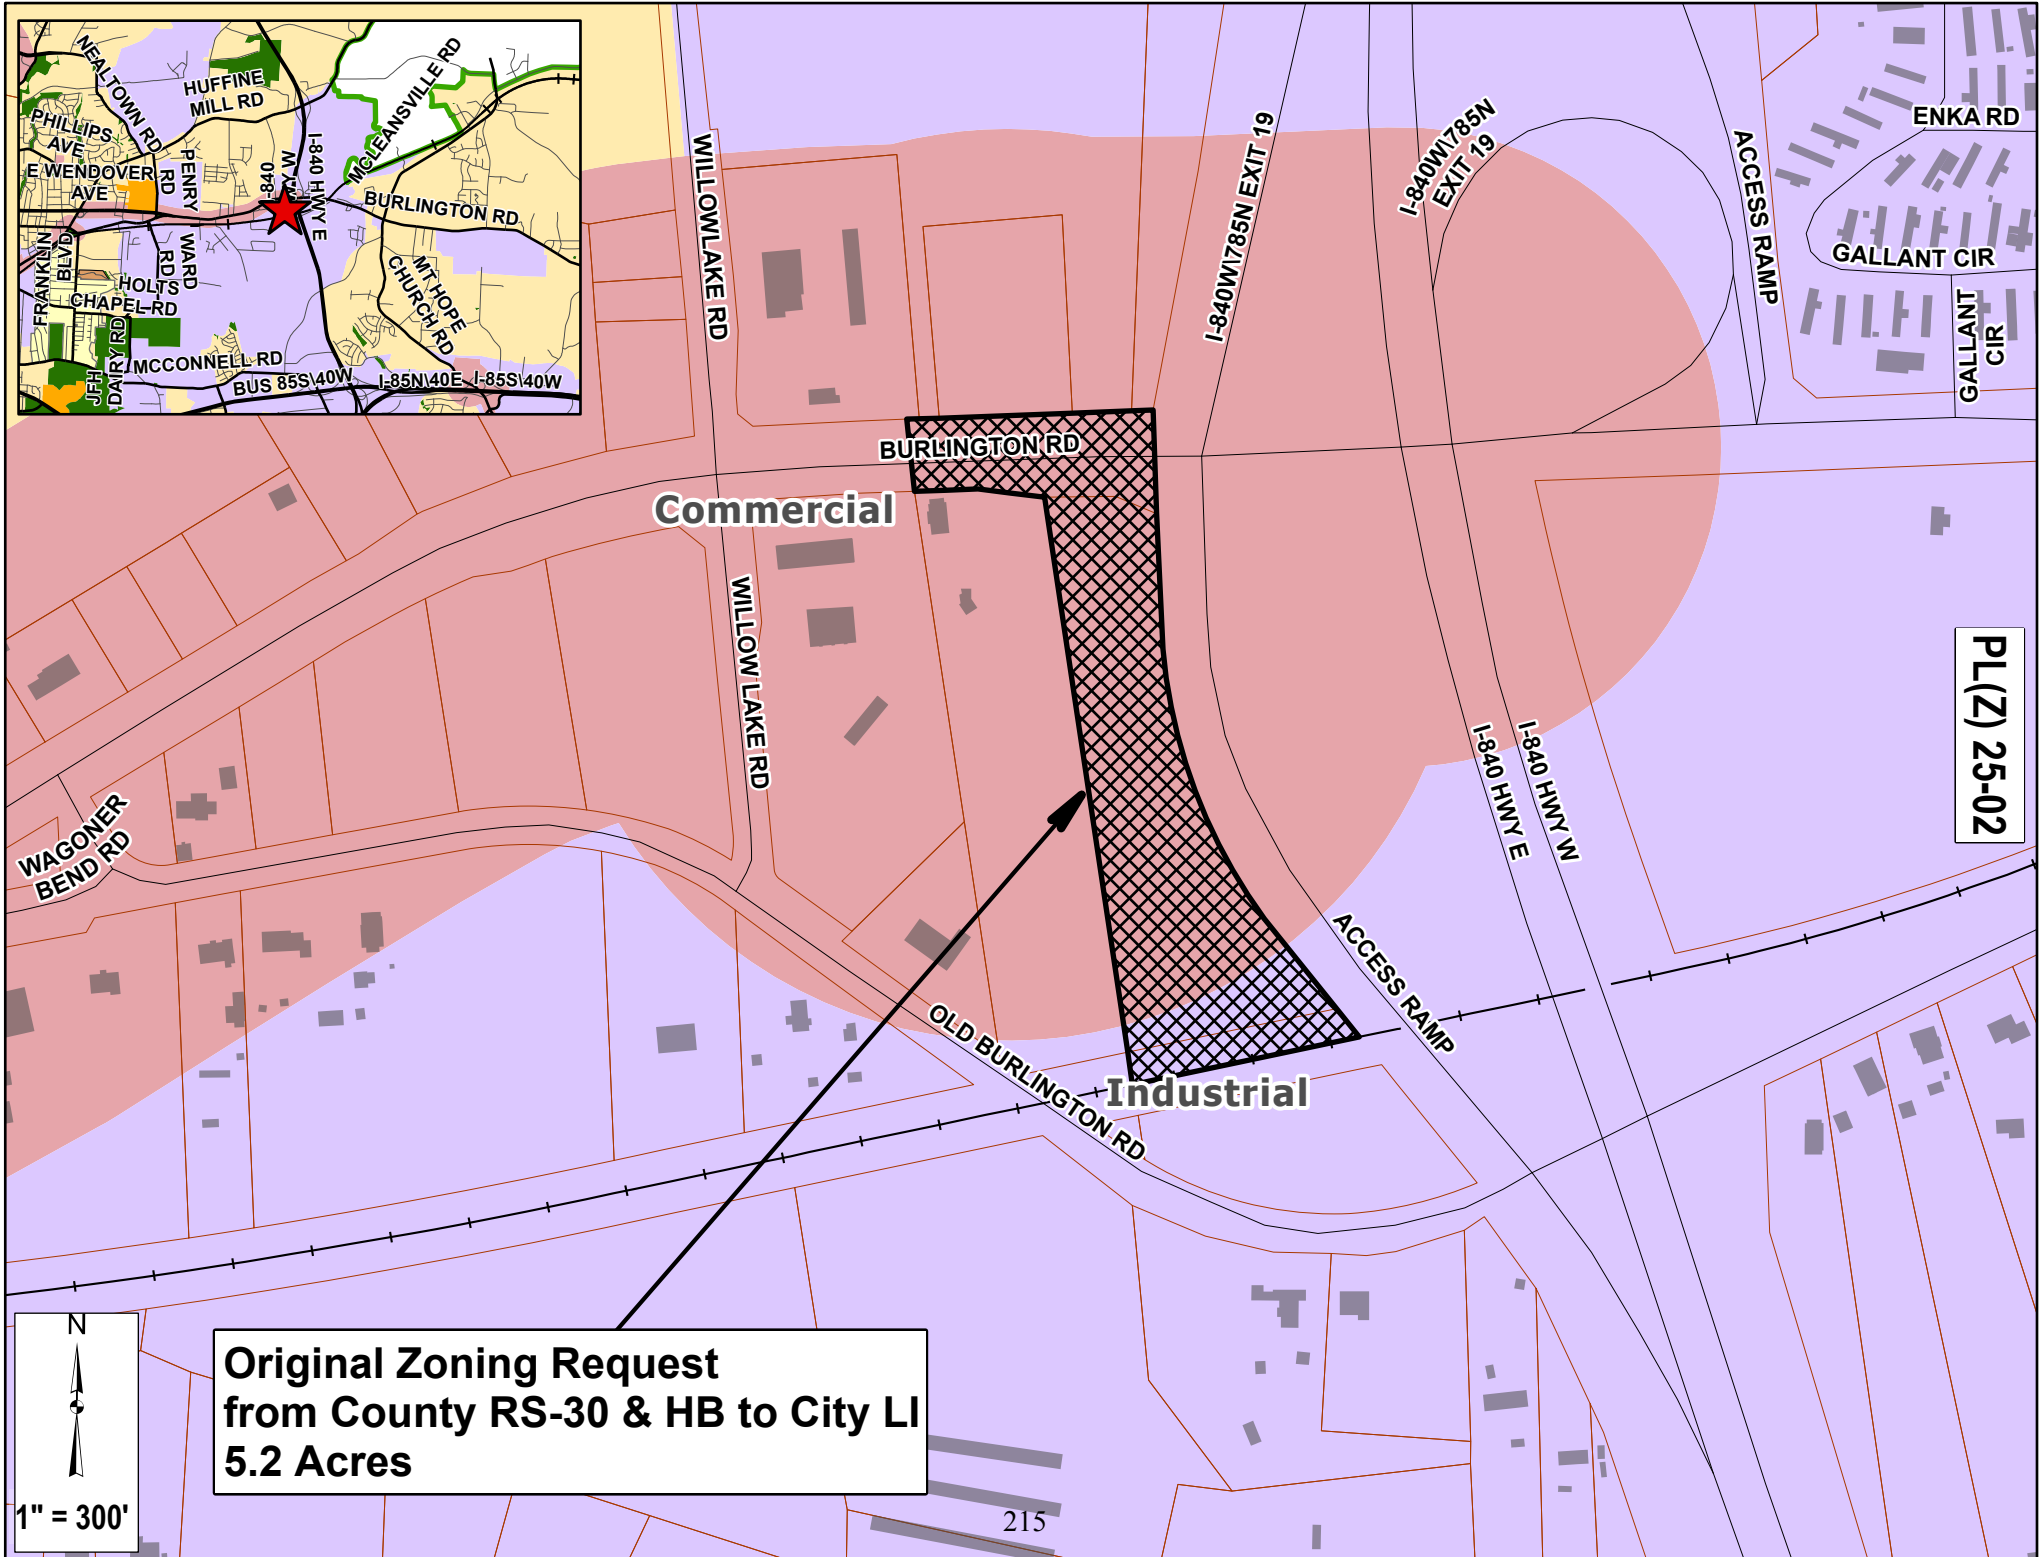 NEALTOWN RD
HUFFINE
MILL RD
MCLEANSVILLE RD
PHILLIPS
AVE
E WENDOVER
AVE
PENRY
RD
I-840
I-840 HWY E
BURLINGTON RD
FRANKLIN
BLVD
WARD
RD
HOLTS
CHAPEL RD
MT HOPE
CHURCH RD
JFH
DAIRY RD
MCCONNELL RD
BUS 85S\40W
I-85N\40E
I-85S\40W
WILLOWLAKE RD
I-840W\785N EXIT 19
I-840W\785N
EXIT 19
ACCESS RAMP
ENKA RD
GALLANT CIR
GALLANT
CIR
BURLINGTON RD
Commercial
WILLOW LAKE RD
PL(Z) 25-02
I-840 HWY E
I-840 HWY W
WAGONER
BEND RD
ACCESS RAMP
OLD BURLINGTON RD
Industrial
N
1" = 300'
Original Zoning Request
from County RS-30 & HB to City LI
5.2 Acres
215